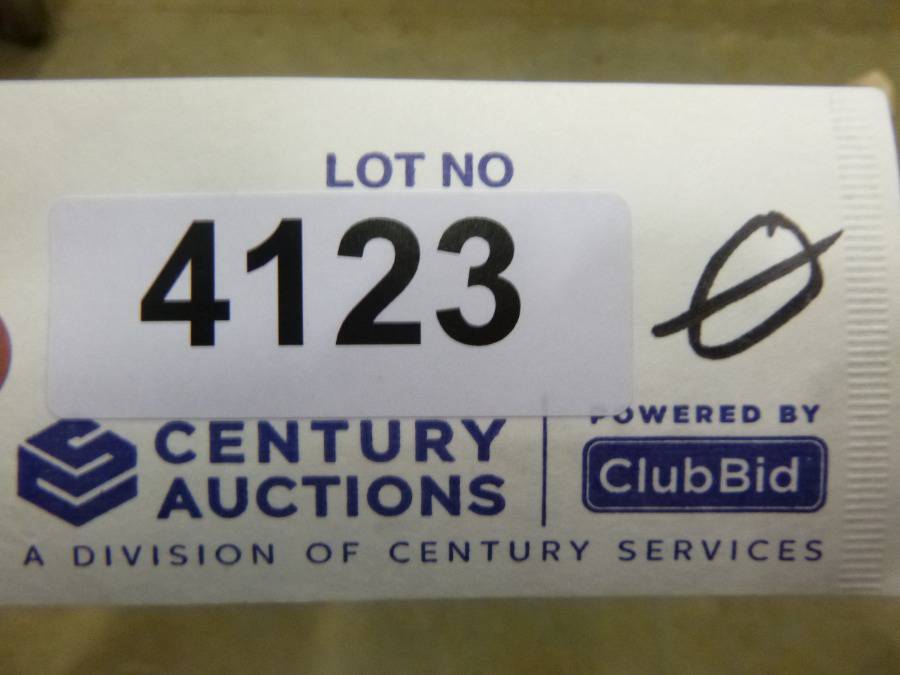 LOT NO
4123 Ø
CENTURY
AUCTIONS
POWERED BY
ClubBid
A DIVISION OF CENTURY SERVICES